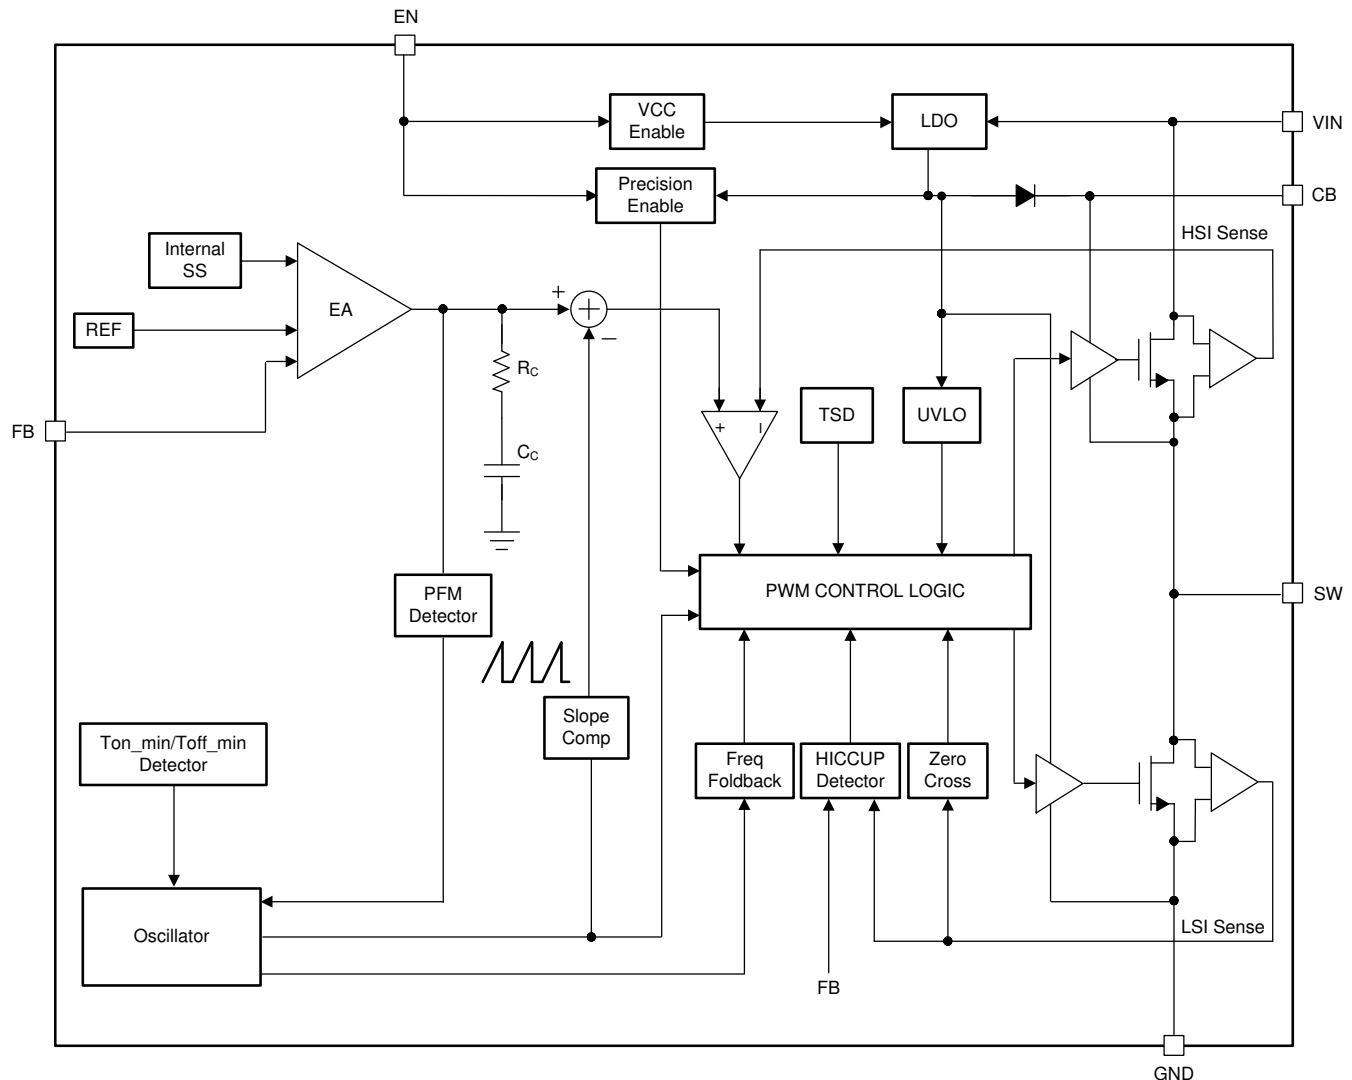 EN
VCC
Enable
LDO
VIN
Precision
Enable
CB
HSI Sense
Internal
SS
EA
+
+
REF
−
RC
FB
TSD
UVLO
+
−
CC
PWM CONTROL LOGIC
SW
PFM
Detector
Slope
Comp
Ton_min/Toff_min
Detector
Freq
Foldback
HICCUP
Detector
Zero
Cross
Oscillator
LSI Sense
FB
GND